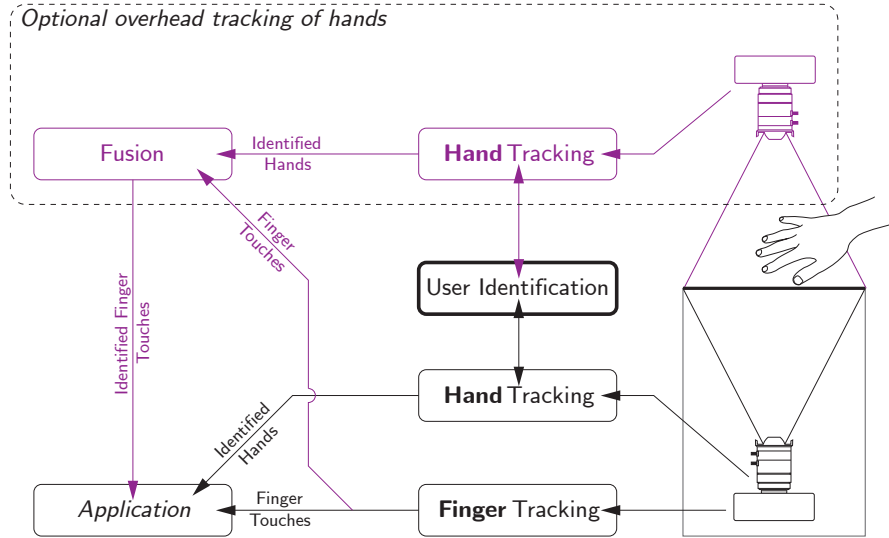 Optional overhead tracking of hands
Fusion
Identified
Hands
Hand Tracking
Finger
Touches
Identified Finger
Touches
User Identification
Hand Tracking
Identified
Hands
Application
Finger
Touches
Finger Tracking